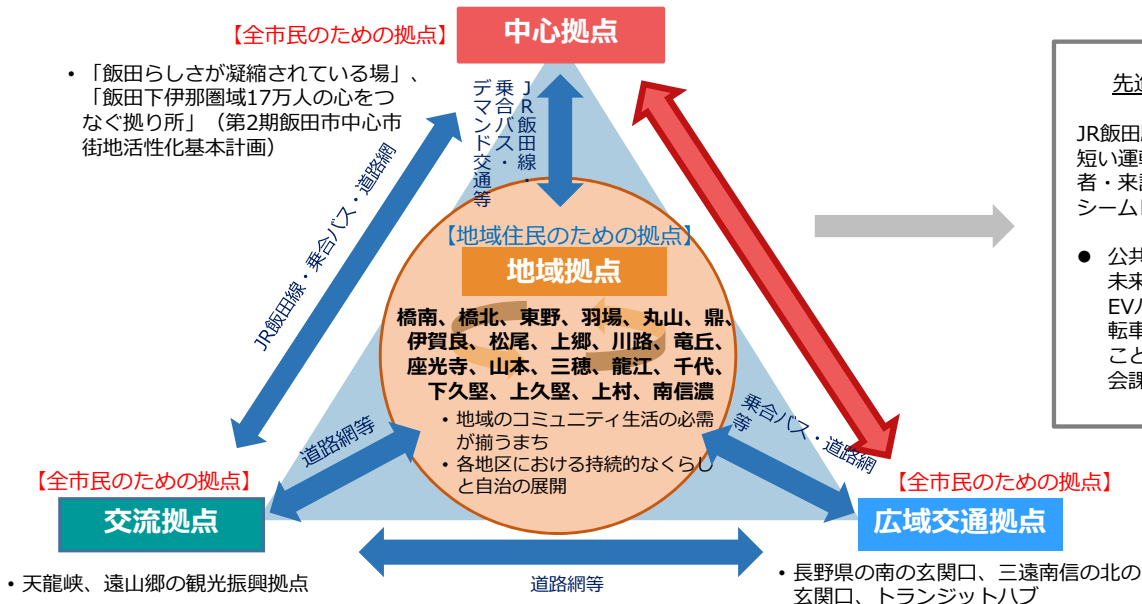 【全市民のための拠点】
中心拠点
• 「飯田らしさが凝縮されている場」、
「飯田下伊那圏域17万人の心をつ
なぐ拠り所」（第2期飯田市中心市
街地活性化基本計画）
JR飯田線・乗合バス・道路網
JR飯田線・
乗合バス・
デマンド交通等
【地域住民のための拠点】
地域拠点
橋南、橋北、東野、羽場、丸山、鼎、
伊賀良、松尾、上郷、川路、竜丘、
座光寺、山本、三穂、龍江、千代、
下久堅、上久堅、上村、南信濃
• 地域のコミュニティ生活の必需
が揃うまち
• 各地区における持続的なくらし
と自治の展開
道路網等
乗合バス・道路網
等
【全市民のための拠点】
交流拠点
• 天龍峡、遠山郷の観光振興拠点
道路網等
【全市民のための拠点】
広域交通拠点
• 長野県の南の玄関口、三遠南信の北の
玄関口、トランジットハブ
先進
JR飯田
短い運転
者・来訪
シームレ
● 公共
未来
EVバ
転車
こと
会課